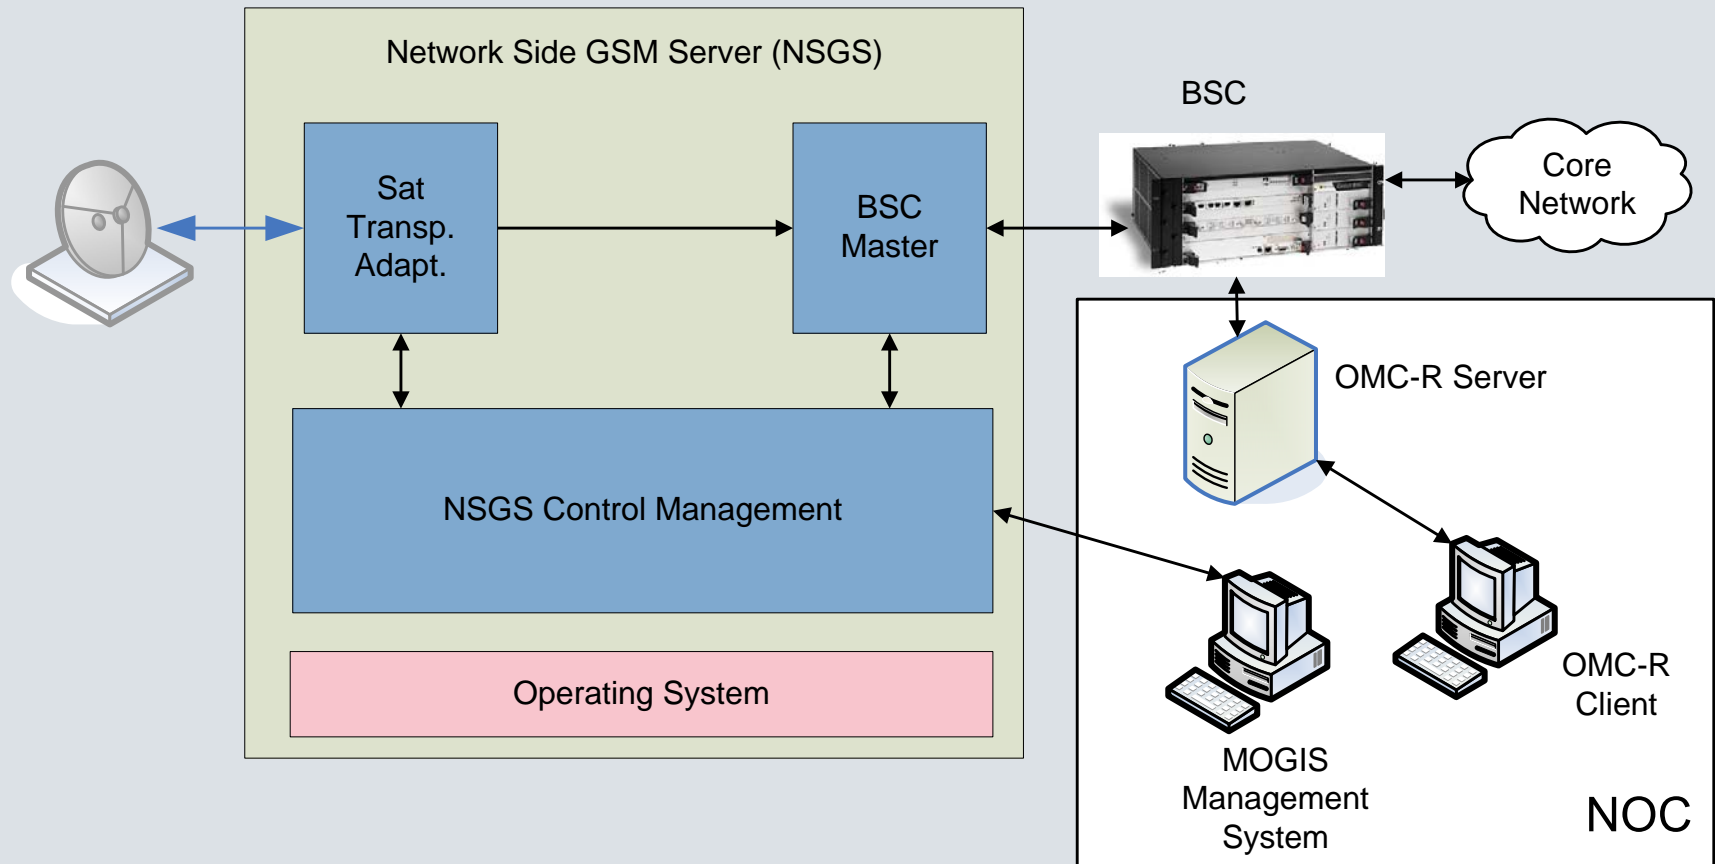 Network Side GSM Server (NSGS)
BSC
Sat
Transp.
Adapt.
BSC
Master
Core
Network
OMC-R Server
NSGS Control Management
Operating System
OMC-R
Client
MOGIS
Management
System
NOC